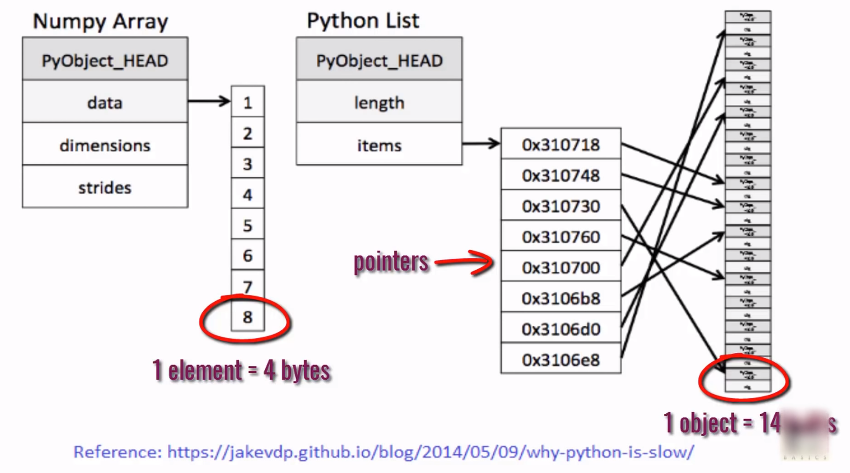 Numpy Array
PyObject_HEAD
data
dimensions
strides
1
2
3
4
5
6
7
8
1 element = 4 bytes
Python List
PyObject_HEAD
length
items
pointers
0x310718
0x310748
0x310730
0x310760
0x310700
0x3106b8
0x3106d0
0x3106e8
1 object = 14
Reference: https://jakevdp.github.io/blog/2014/05/09/why-python-is-slow/